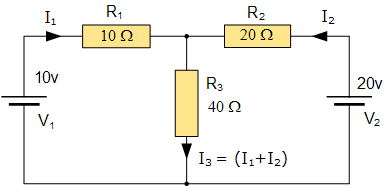 I₁ R₁ R₂ I₂
10 Ω 20 Ω
10v R₃ 20v
40 Ω
V₁ V₂
I₃ = (I₁+I₂)